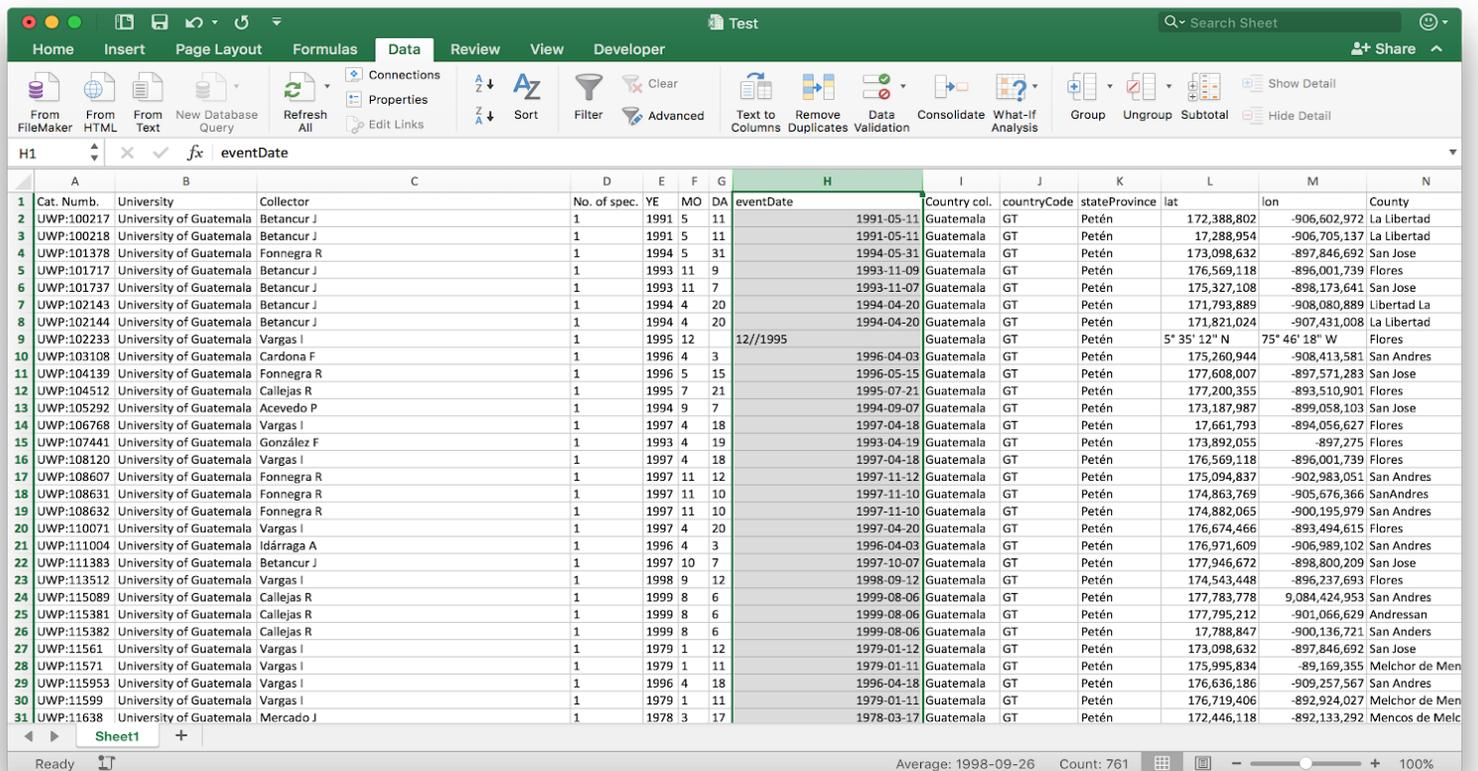 Test
Search Sheet
Home Insert Page Layout Formulas Data Review View Developer Share
From FileMaker From HTML From Text New Database Query Refresh All Connections Properties Edit Links Sort Filter Clear Advanced Text to Columns Remove Duplicates Data Validation Consolidate What-If Analysis Group Ungroup Subtotal Show Detail Hide Detail
H1 fx eventDate
A B C D E F G H I J K L M N
1 Cat. Numb. University Collector No. of spec. YE MO DA eventDate Country col. countryCode stateProvince lat lon County
2 UWP:100217 University of Guatemala Betancur J 1 1991 5 11 1991-05-11 Guatemala GT Petén 172,388,802 -906,602,972 La Libertad
3 UWP:100218 University of Guatemala Betancur J 1 1991 5 11 1991-05-11 Guatemala GT Petén 17,288,954 -906,705,137 La Libertad
4 UWP:101378 University of Guatemala Fonnegra R 1 1994 5 31 1994-05-31 Guatemala GT Petén 173,098,632 -897,846,692 San Jose
5 UWP:101717 University of Guatemala Betancur J 1 1993 11 9 1993-11-09 Guatemala GT Petén 176,569,118 -896,001,739 Flores
6 UWP:101737 University of Guatemala Betancur J 1 1993 11 7 1993-11-07 Guatemala GT Petén 175,327,108 -898,173,641 San Jose
7 UWP:102143 University of Guatemala Betancur J 1 1994 4 20 1994-04-20 Guatemala GT Petén 171,793,889 -908,080,889 Libertad La
8 UWP:102144 University of Guatemala Betancur J 1 1994 4 20 1994-04-20 Guatemala GT Petén 171,821,024 -907,431,008 La Libertad
9 UWP:102233 University of Guatemala Vargas I 1 1995 12 12//1995 Guatemala GT Petén 5° 35' 12" N 75° 46' 18" W Flores
10 UWP:103108 University of Guatemala Cardona F 1 1996 4 3 1996-04-03 Guatemala GT Petén 175,260,944 -908,413,581 San Andres
11 UWP:104139 University of Guatemala Fonnegra R 1 1996 5 15 1996-05-15 Guatemala GT Petén 177,608,007 -897,571,283 San Jose
12 UWP:104512 University of Guatemala Callejas R 1 1995 7 21 1995-07-21 Guatemala GT Petén 177,200,355 -893,510,901 Flores
13 UWP:105292 University of Guatemala Acevedo P 1 1994 9 7 1994-09-07 Guatemala GT Petén 173,187,987 -899,058,103 San Jose
14 UWP:106768 University of Guatemala Vargas I 1 1997 4 18 1997-04-18 Guatemala GT Petén 17,661,793 -894,056,627 Flores
15 UWP:107441 University of Guatemala González F 1 1993 4 19 1993-04-19 Guatemala GT Petén 173,892,055 -897,275 Flores
16 UWP:108120 University of Guatemala Vargas I 1 1997 4 18 1997-04-18 Guatemala GT Petén 176,569,118 -896,001,739 Flores
17 UWP:108607 University of Guatemala Fonnegra R 1 1997 11 12 1997-11-12 Guatemala GT Petén 175,094,837 -902,983,051 San Andres
18 UWP:108631 University of Guatemala Fonnegra R 1 1997 11 10 1997-11-10 Guatemala GT Petén 174,863,769 -905,676,366 SanAndres
19 UWP:108632 University of Guatemala Fonnegra R 1 1997 11 10 1997-11-10 Guatemala GT Petén 174,882,065 -900,195,979 San Andres
20 UWP:110071 University of Guatemala Vargas I 1 1997 4 20 1997-04-20 Guatemala GT Petén 176,674,466 -893,494,615 Flores
21 UWP:111004 University of Guatemala Idárraga A 1 1996 4 3 1996-04-03 Guatemala GT Petén 176,971,609 -906,989,102 San Andres
22 UWP:111383 University of Guatemala Betancur J 1 1997 10 7 1997-10-07 Guatemala GT Petén 177,946,672 -898,800,209 San Jose
23 UWP:113512 University of Guatemala Vargas I 1 1998 9 12 1998-09-12 Guatemala GT Petén 174,543,448 -896,237,693 Flores
24 UWP:115089 University of Guatemala Callejas R 1 1999 8 6 1999-08-06 Guatemala GT Petén 177,783,778 9,084,424,953 San Andres
25 UWP:115381 University of Guatemala Callejas R 1 1999 8 6 1999-08-06 Guatemala GT Petén 177,795,212 -901,066,629 Andressan
26 UWP:115382 University of Guatemala Callejas R 1 1999 8 6 1999-08-06 Guatemala GT Petén 17,788,847 -900,136,721 San Anders
27 UWP:11561 University of Guatemala Vargas I 1 1979 1 12 1979-01-12 Guatemala GT Petén 173,098,632 -897,846,692 San Jose
28 UWP:11571 University of Guatemala Vargas I 1 1979 1 11 1979-01-11 Guatemala GT Petén 175,995,834 -89,169,355 Melchor de Men
29 UWP:115953 University of Guatemala Vargas I 1 1996 4 18 1996-04-18 Guatemala GT Petén 176,636,186 -909,257,567 San Andres
30 UWP:11599 University of Guatemala Vargas I 1 1979 1 11 1979-01-11 Guatemala GT Petén 176,719,406 -892,924,027 Melchor de Men
31 UWP:11638 University of Guatemala Mercado J 1 1978 3 17 1978-03-17 Guatemala GT Petén 172,446,118 -892,133,292 Mencos de Melc
Sheet1
Ready Average: 1998-09-26 Count: 761 100%